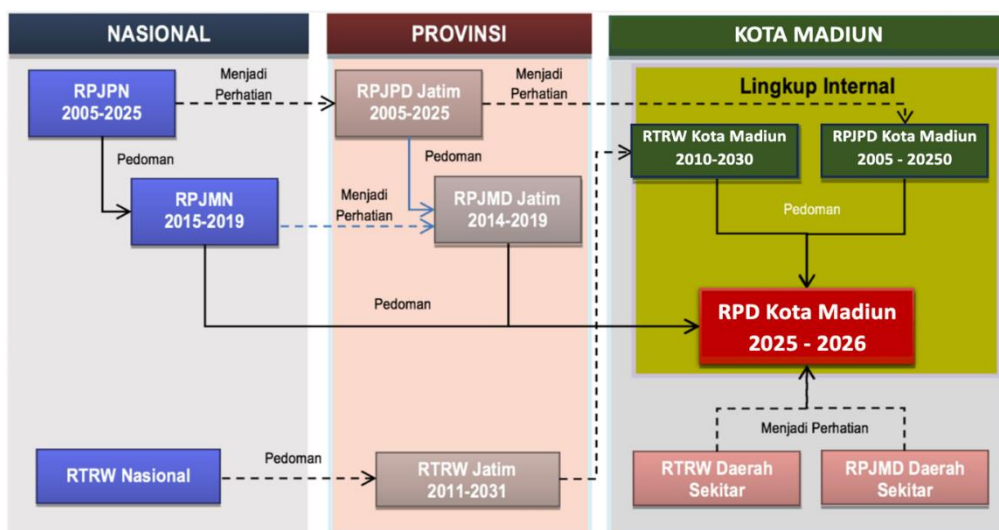 NASIONAL
PROVINSI
KOTA MADIUN
RPJPN
2005-2025
Menjadi
Perhatian
RPJPD Jatim
2005-2025
Menjadi
Perhatian
Lingkup Internal
RTRW Kota Madiun
2010-2030
RPJPD Kota Madiun
2005 - 20250
Pedoman
RPJMN
2015-2019
Menjadi
Perhatian
Pedoman
RPJMD Jatim
2014-2019
Pedoman
Pedoman
RPD Kota Madiun
2025 - 2026
Menjadi Perhatian
RTRW Nasional
Pedoman
RTRW Jatim
2011-2031
RTRW Daerah
Sekitar
RPJMD Daerah
Sekitar